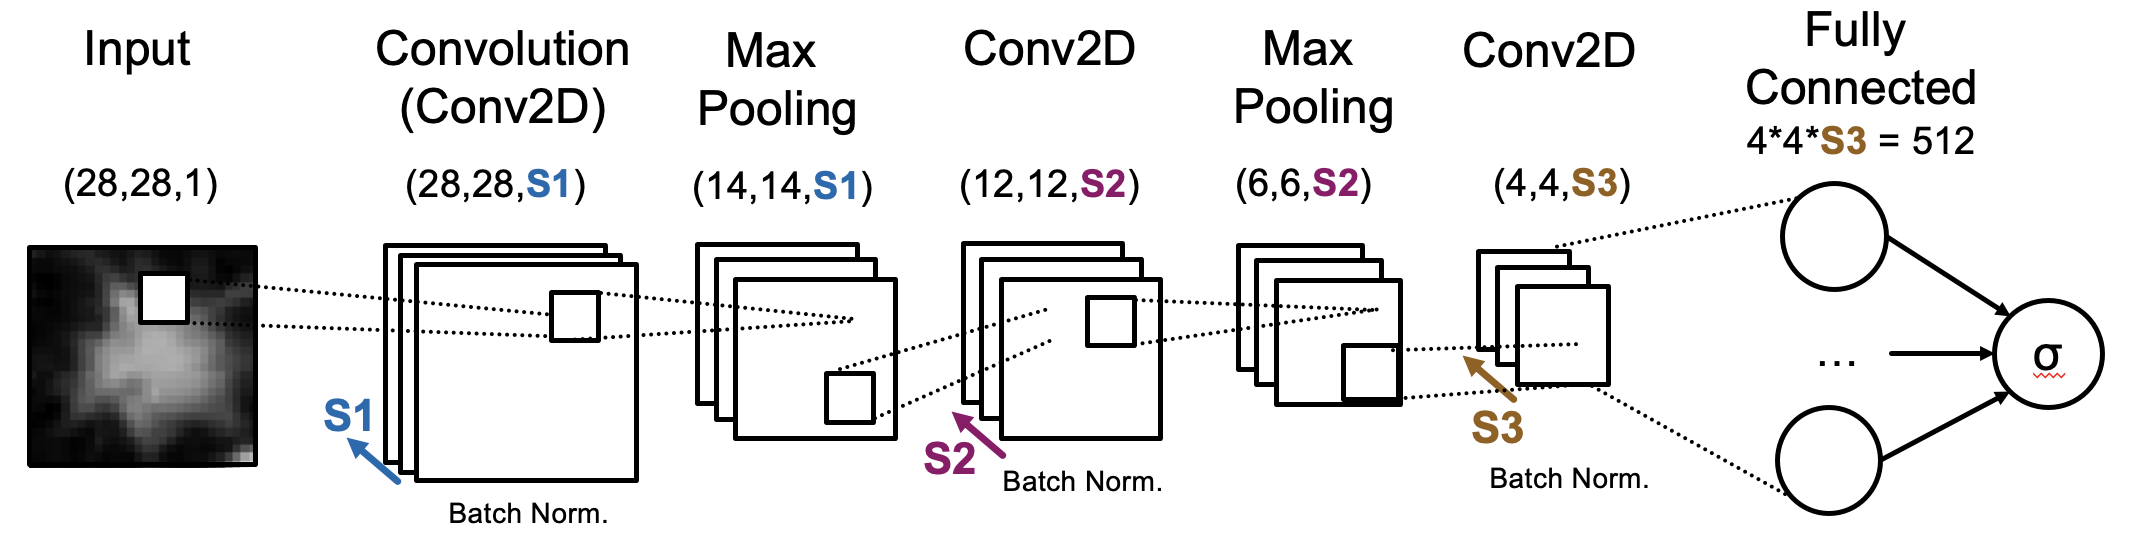 Input
(28,28,1)
Convolution
(Conv2D)
(28,28,S1)
S1
Batch Norm.
Max
Pooling
(14,14,S1)
Conv2D
(12,12,S2)
S2
Batch Norm.
Max
Pooling
(6,6,S2)
Conv2D
(4,4,S3)
S3
Batch Norm.
Fully
Connected
4*4*S3 = 512
...
σ